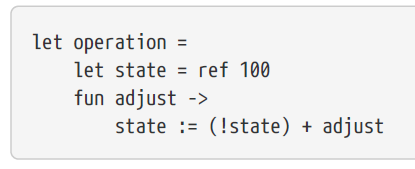 let operation =
    let state = ref 100
    fun adjust ->
        state := (!state) + adjust